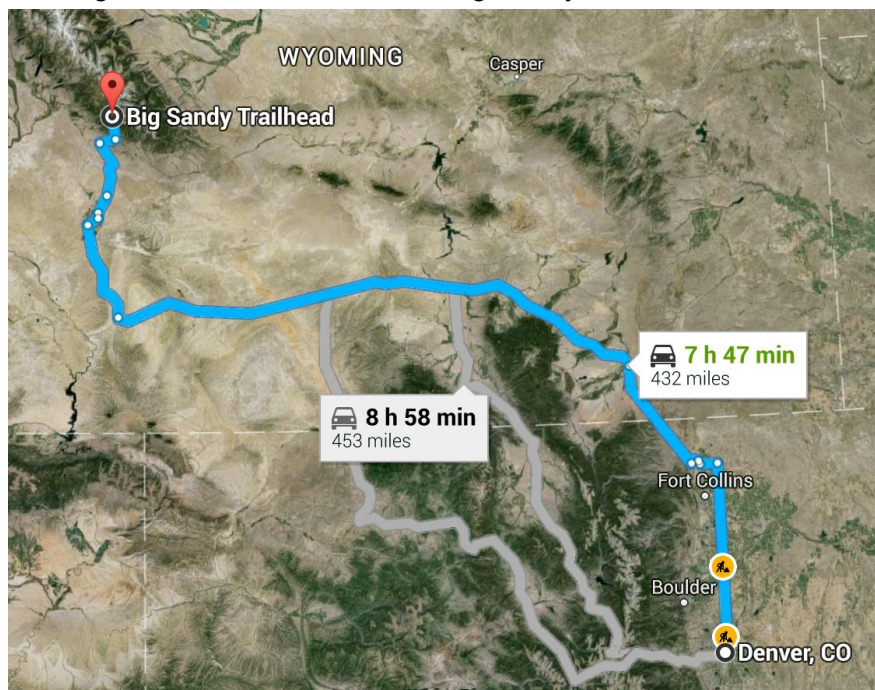 WYOMING
Casper
Big Sandy Trailhead
7 h 47 min
432 miles
8 h 58 min
453 miles
Fort Collins
Boulder
Denver, CO